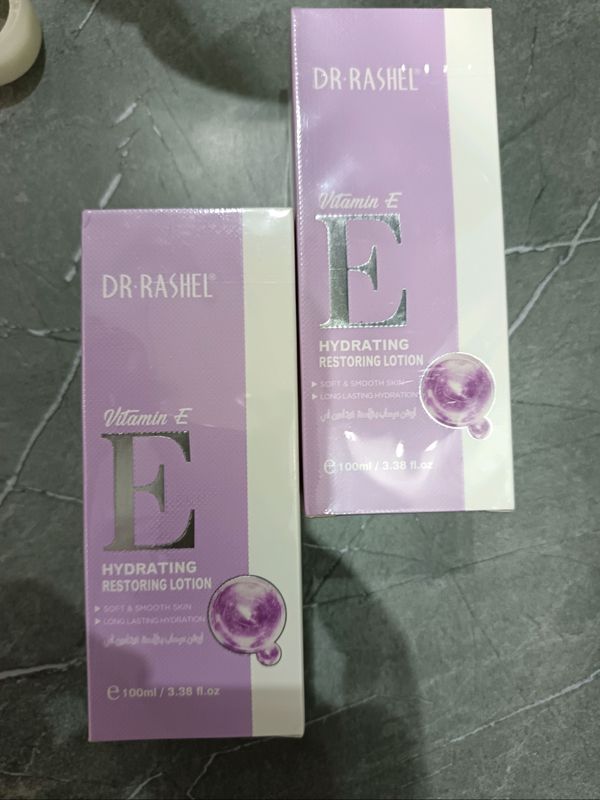 DR·RASHEL®
Vitamin E
E
HYDRATING
RESTORING LOTION
▶ SOFT & SMOOTH SKIN
▶ LONG LASTING HYDRATION
℮ 100ml / 3.38 fl.oz
DR·RASHEL®
Vitamin E
E
HYDRATING
RESTORING LOTION
▶ SOFT & SMOOTH SKIN
▶ LONG LASTING HYDRATION
℮ 100ml / 3.38 fl.oz